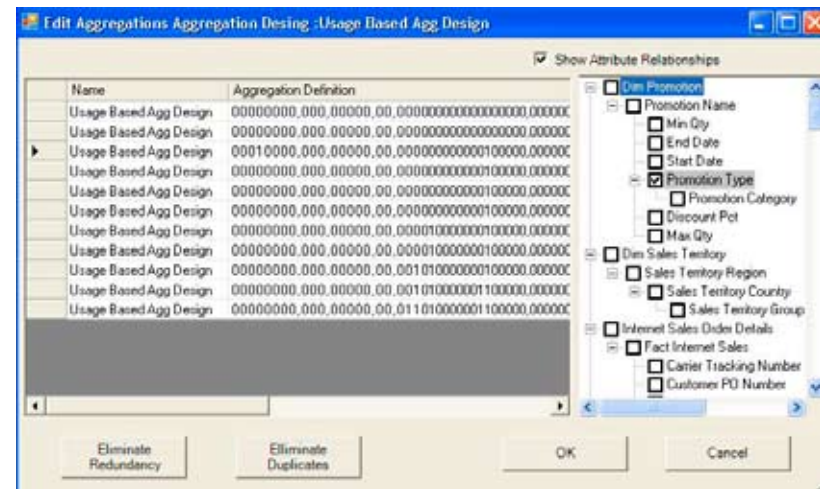 Edit Aggregations Aggregation Desing :Usage Based Agg Design
Show Attribute Relationships
Name Aggregation Definition
Usage Based Agg Design 00000000,000,00000,00,0000000000000000000,00000C
Usage Based Agg Design 00000000,000,00000,00,0000000000000000000,00000C
Usage Based Agg Design 00010000,000,00000,00,0000000000000100000,00000C
Usage Based Agg Design 00000000,000,00000,00,0000000000000100000,00000C
Usage Based Agg Design 00000000,000,00000,00,0000000000000100000,00000C
Usage Based Agg Design 00000000,000,00000,00,0000000000000100000,00000C
Usage Based Agg Design 00000000,000,00000,00,0000010000000100000,00000C
Usage Based Agg Design 00000000,000,00000,00,0000010000000100000,00000C
Usage Based Agg Design 00000000,000,00000,00,0010100000000100000,00000C
Usage Based Agg Design 00000000,000,00000,00,0010100000001100000,00000C
Usage Based Agg Design 00000000,000,00000,00,0110100000001100000,00000C
Dim Promotion
Promotion Name
Min Qty
End Date
Start Date
Promotion Type
Promotion Category
Discount Pct
Max Qty
Dim Sales Territory
Sales Territory Region
Sales Territory Country
Sales Territory Group
Internet Sales Order Details
Fact Internet Sales
Carrier Tracking Number
Customer PO Number
Eliminate
Redundancy
Elliminate
Duplicates
OK
Cancel